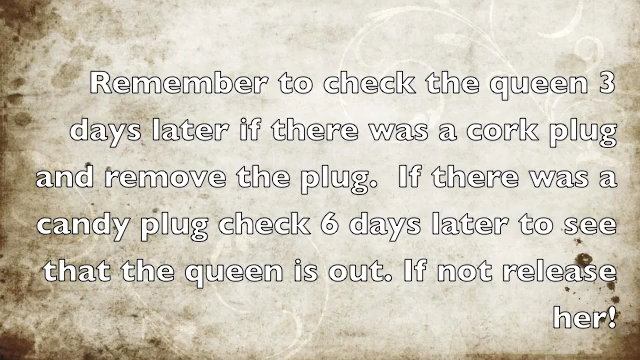 Remember to check the queen 3
days later if there was a cork plug
and remove the plug.  If there was a
candy plug check 6 days later to see
that the queen is out. If not release
her!